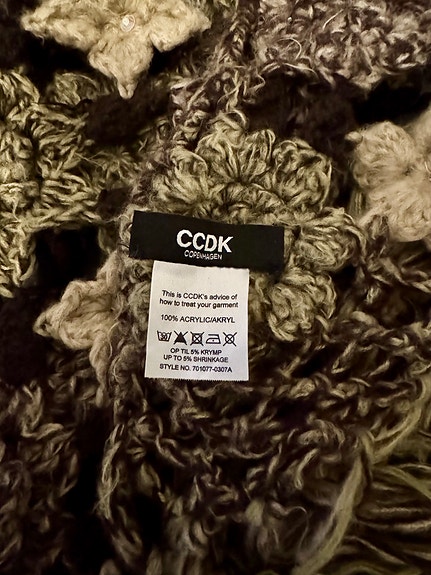 CCDK
COPENHAGEN
This is CCDK's advice of
how to treat your garment
100% ACRYLIC/AKRYL
OP TIL 5% KRYMP
UP TO 5% SHRINKAGE
STYLE NO. 701077-0307A